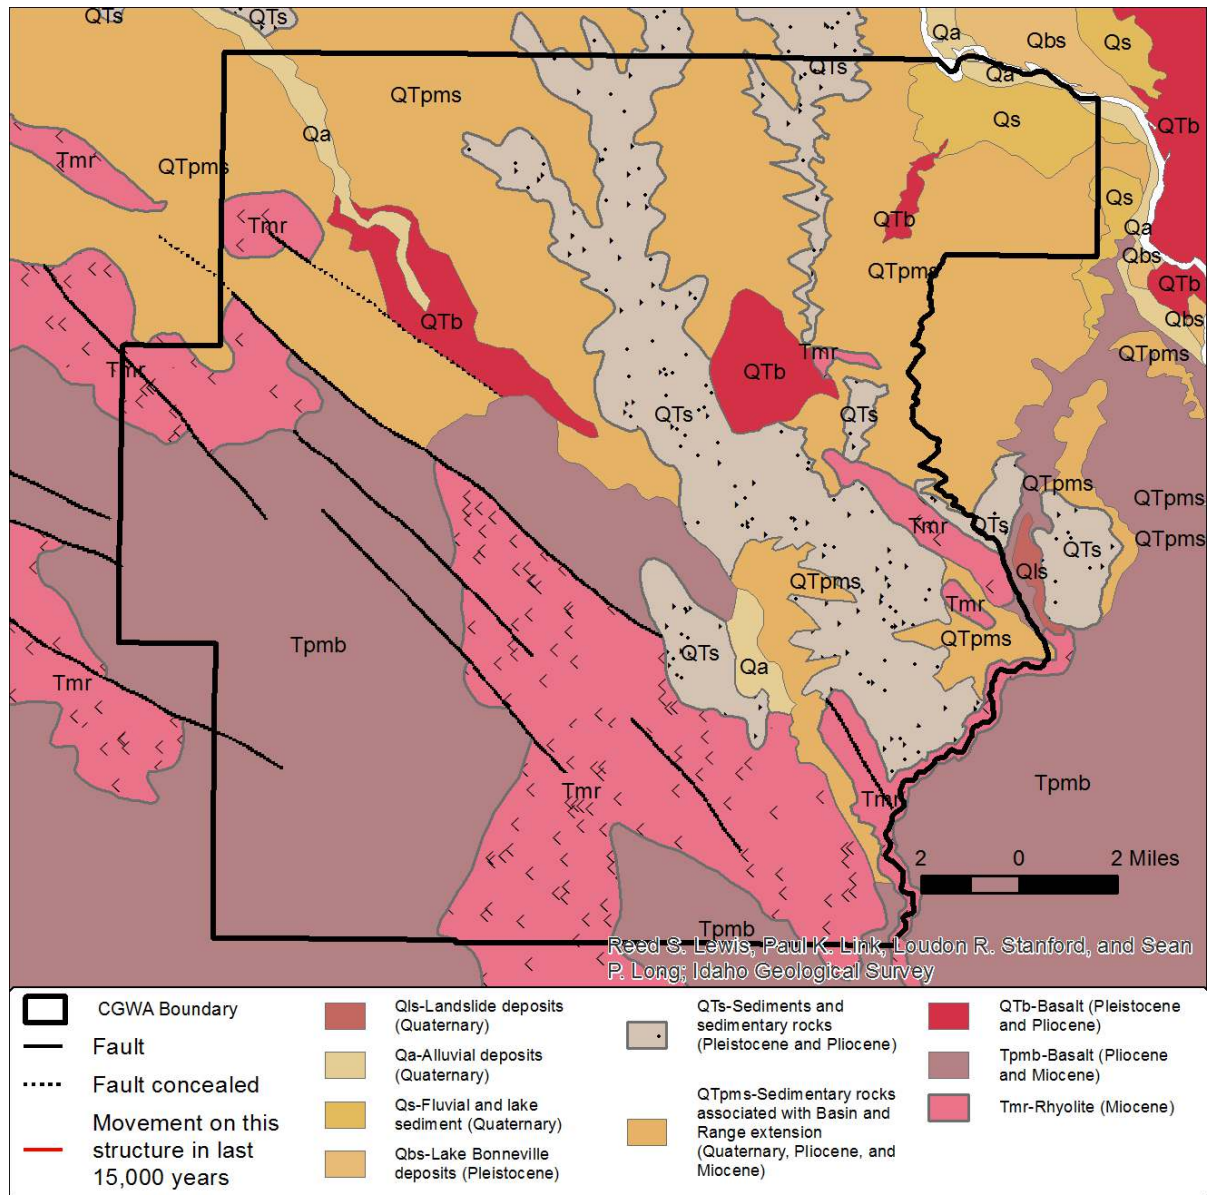 QTs
QTs
Qa
Qbs
Qs
QTpms
Qa
Qs
QTb
Qa
Tmr
QTpms
Qs
Tmr
QTb
Qa
QTpms
Qbs
QTb
QTb
Qbs
Tmr
QTb
Tmr
QTpms
QTs
QTs
QTpms
QTpms
Tmr
QTs
QTs
QTpms
Qls
QTpms
Tmr
Tpmb
QTpms
QTs
Qa
Tmr
Tpmb
Tmr
Tmr
2 0 2 Miles
Tpmb
Reed S. Lewis, Paul K. Link, Loudon R. Stanford, and Sean
P. Long; Idaho Geological Survey
CGWA Boundary
Fault
Fault concealed
Movement on this
structure in last
15,000 years
Qls-Landslide deposits
(Quaternary)
Qa-Alluvial deposits
(Quaternary)
Qs-Fluvial and lake
sediment (Quaternary)
Qbs-Lake Bonneville
deposits (Pleistocene)
QTs-Sediments and
sedimentary rocks
(Pleistocene and Pliocene)
QTpms-Sedimentary rocks
associated with Basin and
Range extension
(Quaternary, Pliocene, and
Miocene)
QTb-Basalt (Pleistocene
and Pliocene)
Tpmb-Basalt (Pliocene
and Miocene)
Tmr-Rhyolite (Miocene)